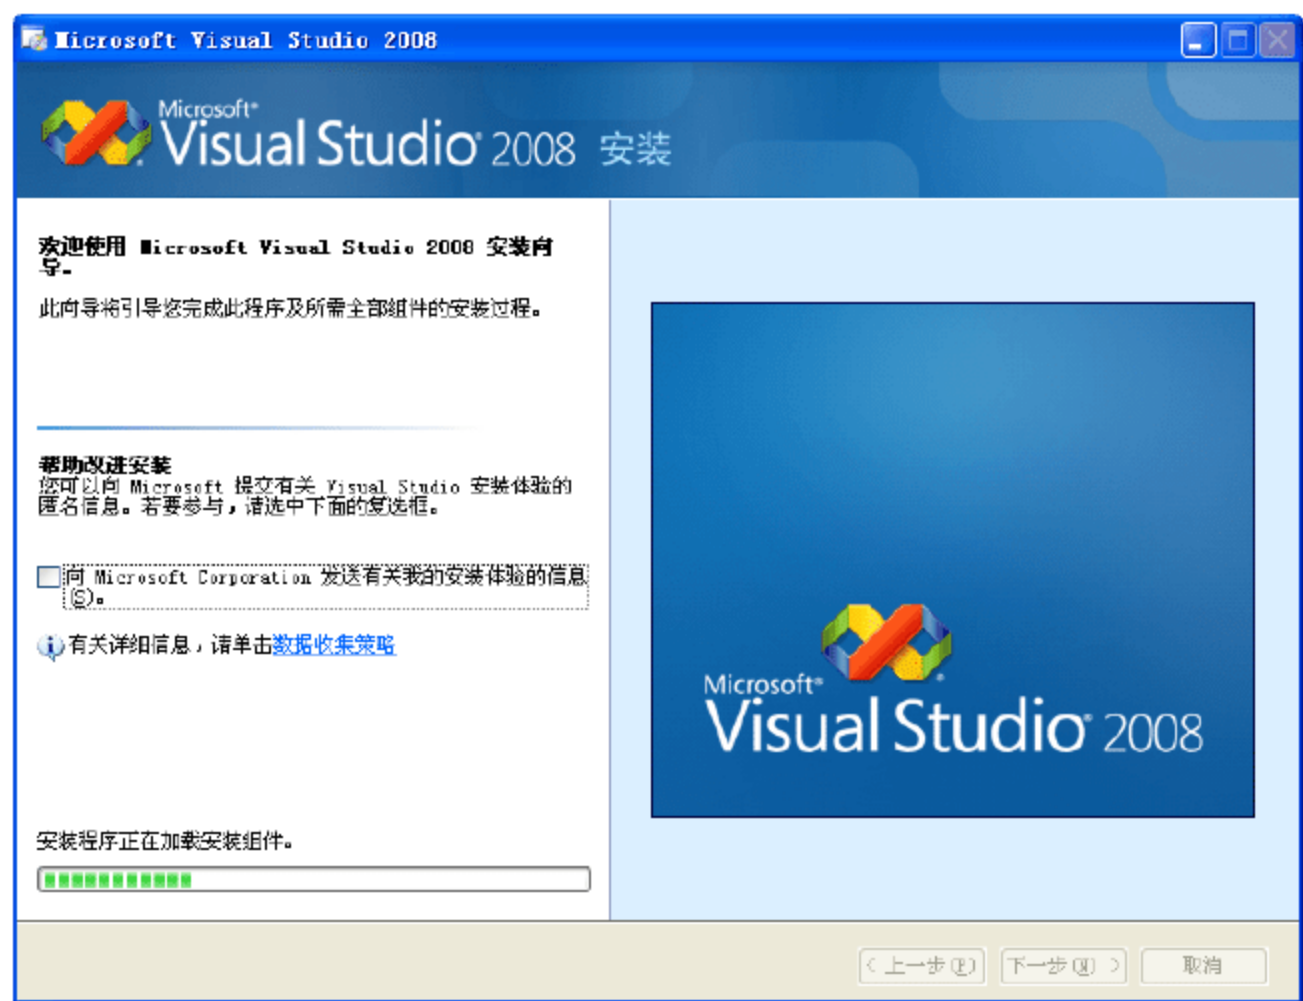 Microsoft Visual Studio 2008
Microsoft®
Visual Studio® 2008 安装
欢迎使用 Microsoft Visual Studio 2008 安装向
导。
此向导将引导您完成此程序及所需全部组件的安装过程。
帮助改进安装
您可以向 Microsoft 提交有关 Visual Studio 安装体验的
匿名信息。若要参与,请选中下面的复选框。
向 Microsoft Corporation 发送有关我的安装体验的信息
(S)。
有关详细信息,请单击数据收集策略
Microsoft®
Visual Studio® 2008
安装程序正在加载安装组件。
< 上一步(P)
下一步(N) >
取消